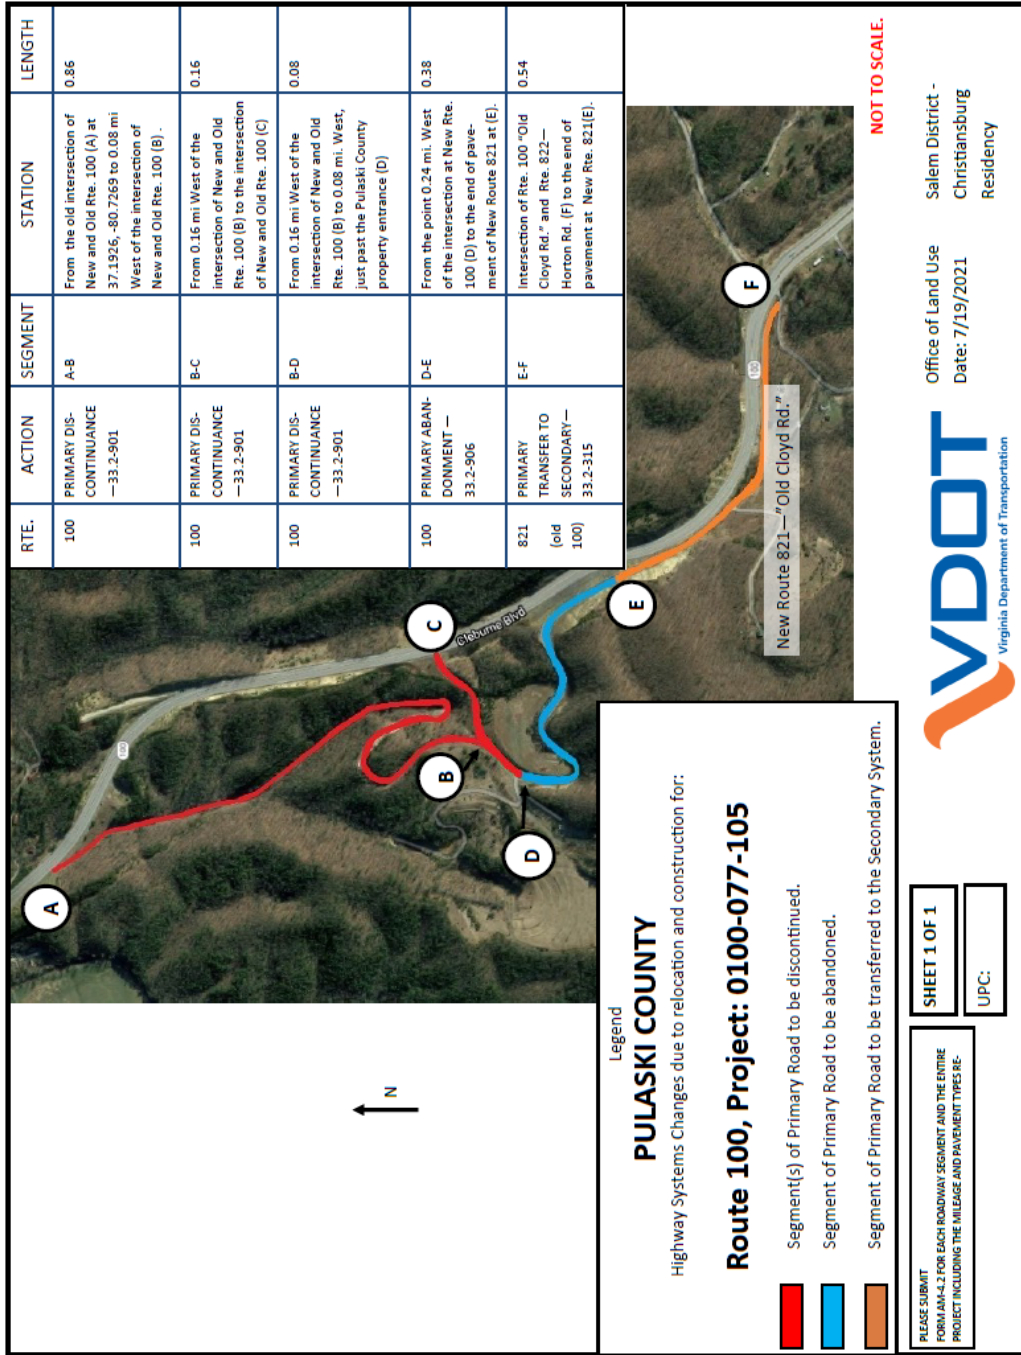 RTE.
ACTION
SEGMENT
STATION
LENGTH
100
PRIMARY DIS-
CONTINUANCE
—33.2-901
A-B
From the old intersection of
New and Old Rte. 100 (A) at
37.1926, -80.7269 to 0.08 mi
West of the intersection of
New and Old Rte. 100 (B) .
0.86
100
PRIMARY DIS-
CONTINUANCE
—33.2-901
B-C
From 0.16 mi West of the
intersection of New and Old
Rte. 100 (B) to the intersection
of New and Old Rte. 100 (C)
0.16
100
PRIMARY DIS-
CONTINUANCE
—33.2-901
B-D
From 0.16 mi West of the
intersection of New and Old
Rte. 100 (B) to 0.08 mi. West,
just past the Pulaski County
property entrance (D)
0.08
100
PRIMARY ABAN-
DONMENT —
33.2-906
D-E
From the point 0.24 mi. West
of the intersection at New Rte.
100 (D) to the end of pave-
ment of New Route 821 at (E).
0.38
821
(old
100)
PRIMARY
TRANSFER TO
SECONDARY—
33.2-315
E-F
Intersection of Rte. 100 "Old
Cloyd Rd." and Rte. 822—
Horton Rd. (F) to the end of
pavement at New Rte. 821(E).
0.54
A
100
C
Cleburne Blvd
B
D
E
F
100
New Route 821—"Old Cloyd Rd."
N
NOT TO SCALE.
Legend
PULASKI COUNTY
Highway Systems Changes due to relocation and construction for:
Route 100, Project: 0100-077-105
Segment(s) of Primary Road to be discontinued.
Segment of Primary Road to be abandoned.
Segment of Primary Road to be transferred to the Secondary System.
PLEASE SUBMIT
FORM AM-4.2 FOR EACH ROADWAY SEGMENT AND THE ENTIRE
PROJECT INCLUDING THE MILEAGE AND PAVEMENT TYPES RE-
SHEET 1 OF 1
UPC:
VDOT
Virginia Department of Transportation
Office of Land Use
Date: 7/19/2021
Salem District -
Christiansburg
Residency